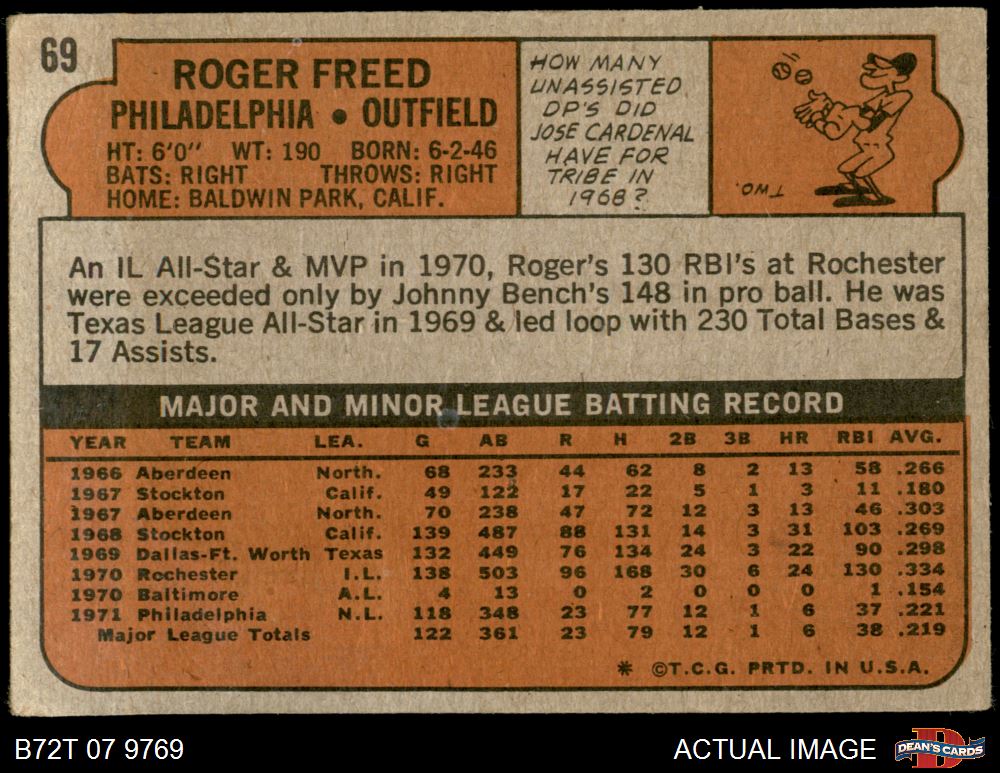 69
ROGER FREED
PHILADELPHIA • OUTFIELD
HT: 6'0" WT: 190 BORN: 6-2-46
BATS: RIGHT THROWS: RIGHT
HOME: BALDWIN PARK, CALIF.
HOW MANY
UNASSISTED
DP'S DID
JOSE CARDENAL
HAVE FOR
TRIBE IN
1968?
TWO.
An IL All-Star & MVP in 1970, Roger's 130 RBI's at Rochester
were exceeded only by Johnny Bench's 148 in pro ball. He was
Texas League All-Star in 1969 & led loop with 230 Total Bases &
17 Assists.
MAJOR AND MINOR LEAGUE BATTING RECORD
YEAR TEAM LEA. G AB R H 2B 3B HR RBI AVG.
1966 Aberdeen North. 68 233 44 62 8 2 13 58 .266
1967 Stockton Calif. 49 122 17 22 5 1 3 11 .180
1967 Aberdeen North. 70 238 47 72 12 3 13 46 .303
1968 Stockton Calif. 139 487 88 131 14 3 31 103 .269
1969 Dallas-Ft. Worth Texas 132 449 76 134 24 3 22 90 .298
1970 Rochester I.L. 138 503 96 168 30 6 24 130 .334
1970 Baltimore A.L. 4 13 0 2 0 0 0 1 .154
1971 Philadelphia N.L. 118 348 23 77 12 1 6 37 .221
Major League Totals 122 361 23 79 12 1 6 38 .219
* ©T.C.G. PRTD. IN U.S.A.
B72T 07 9769
ACTUAL IMAGE
D
DEAN'S CARDS